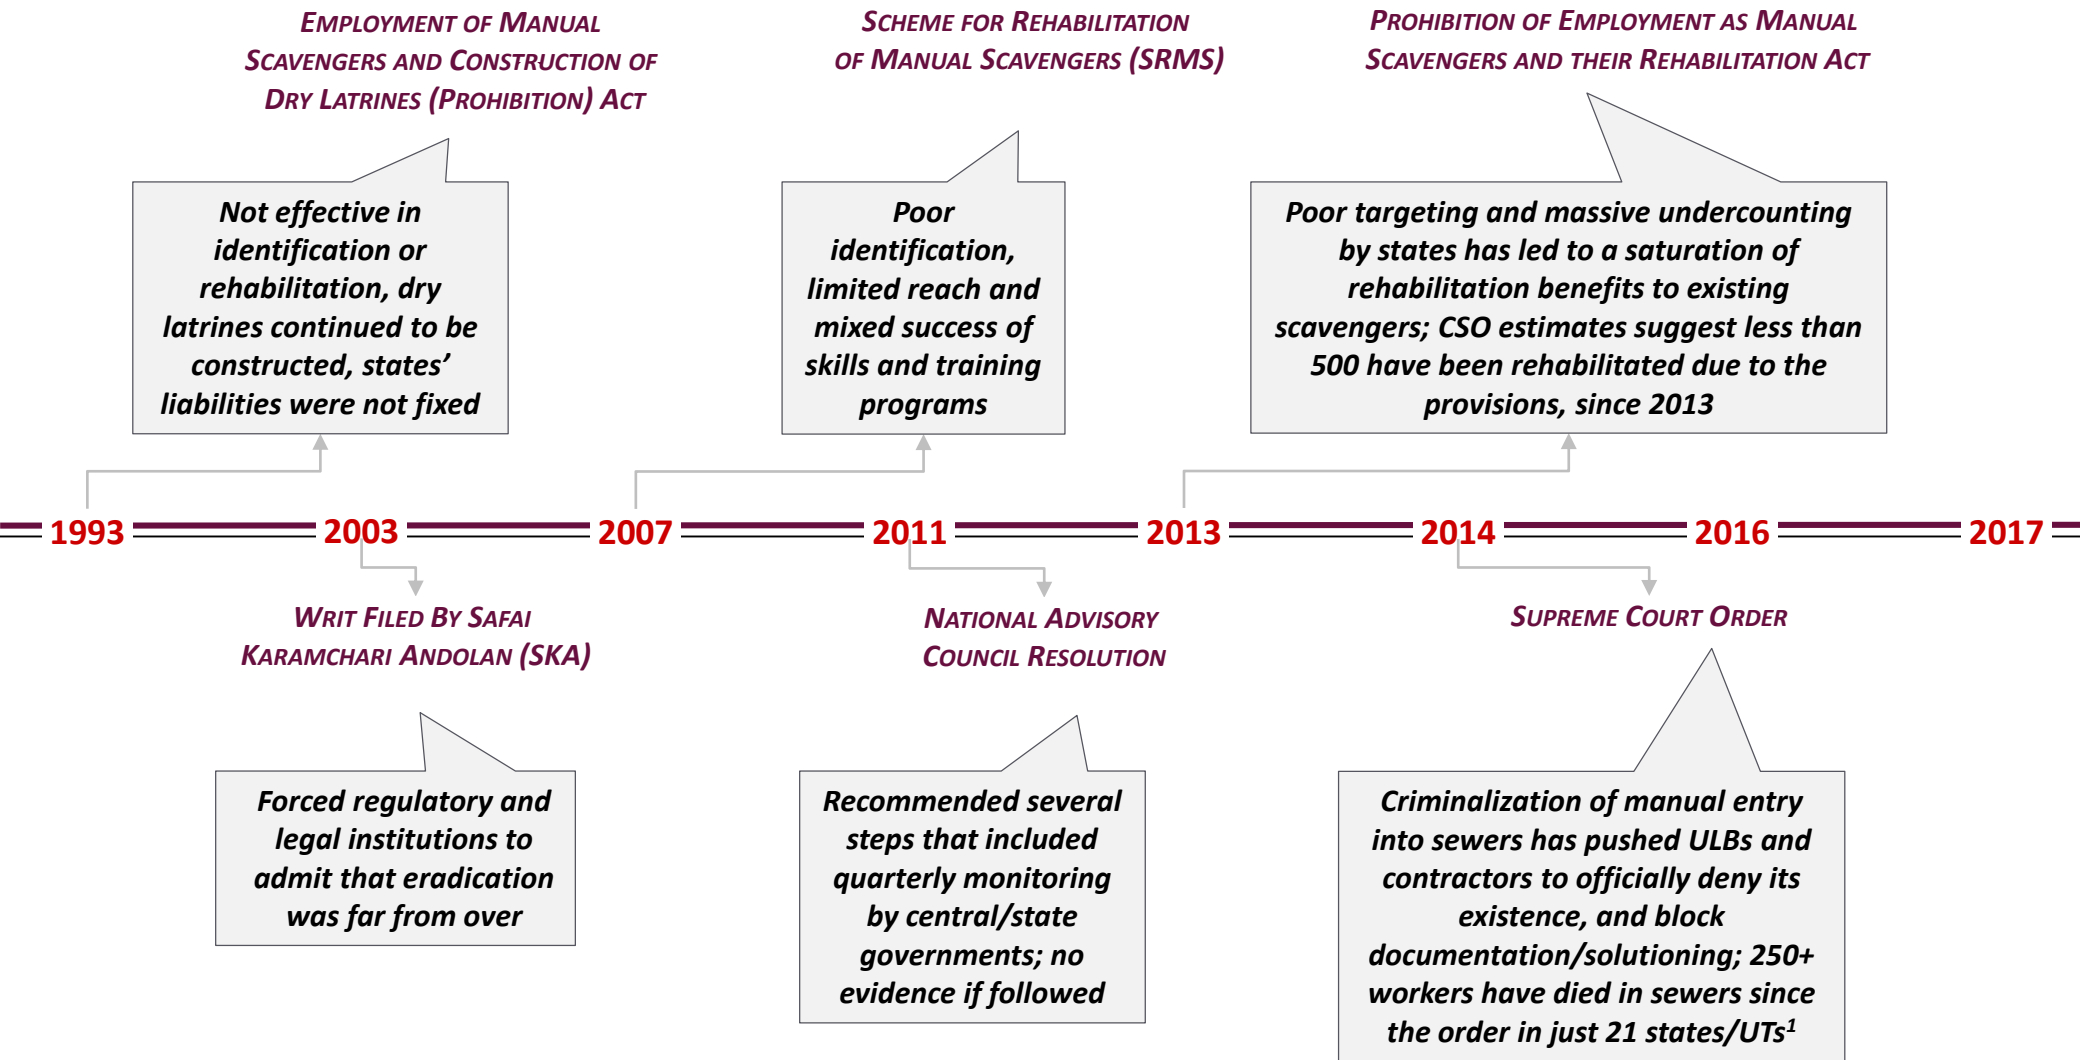 EMPLOYMENT OF MANUAL
SCAVENGERS AND CONSTRUCTION OF
DRY LATRINES (PROHIBITION) ACT
SCHEME FOR REHABILITATION
OF MANUAL SCAVENGERS (SRMS)
PROHIBITION OF EMPLOYMENT AS MANUAL
SCAVENGERS AND THEIR REHABILITATION ACT
Not effective in
identification or
rehabilitation, dry
latrines continued to be
constructed, states’
liabilities were not fixed
Poor
identification,
limited reach and
mixed success of
skills and training
programs
Poor targeting and massive undercounting
by states has led to a saturation of
rehabilitation benefits to existing
scavengers; CSO estimates suggest less than
500 have been rehabilitated due to the
provisions, since 2013
1993 2003 2007 2011 2013 2014 2016 2017
WRIT FILED BY SAFAI
KARAMCHARI ANDOLAN (SKA)
NATIONAL ADVISORY
COUNCIL RESOLUTION
SUPREME COURT ORDER
Forced regulatory and
legal institutions to
admit that eradication
was far from over
Recommended several
steps that included
quarterly monitoring
by central/state
governments; no
evidence if followed
Criminalization of manual entry
into sewers has pushed ULBs and
contractors to officially deny its
existence, and block
documentation/solutioning; 250+
workers have died in sewers since
the order in just 21 states/UTs¹